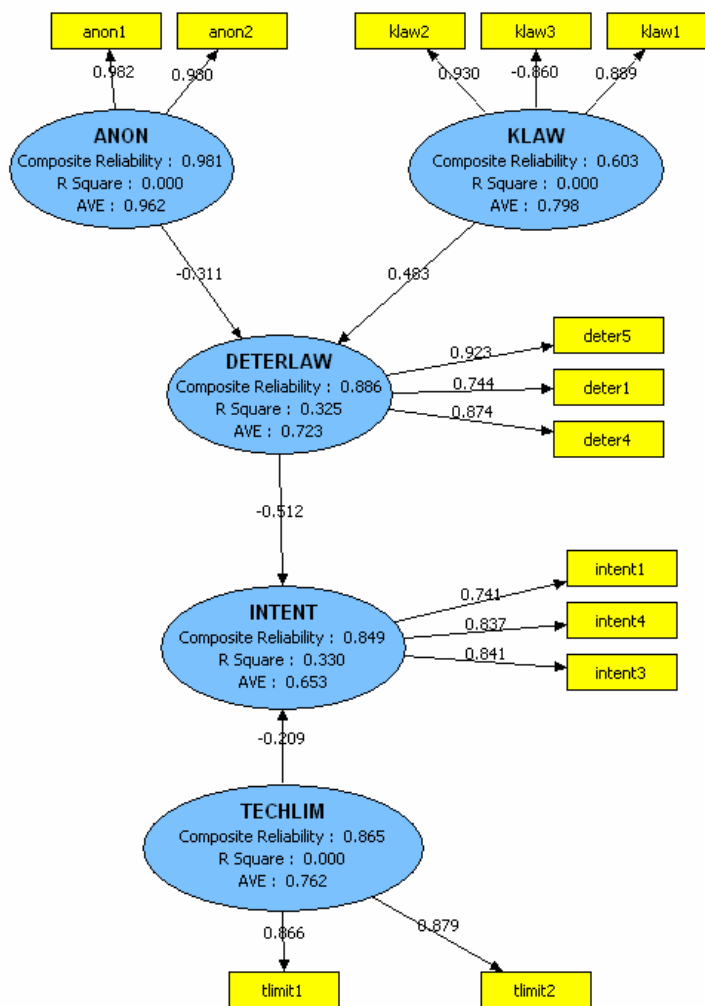 anon1
anon2
klaw2
klaw3
klaw1
0.982
0.980
0.930
-0.860
0.889
ANON
Composite Reliability : 0.981
R Square : 0.000
AVE : 0.962
KLAW
Composite Reliability : 0.603
R Square : 0.000
AVE : 0.798
-0.311
0.483
DETERLAW
Composite Reliability : 0.886
R Square : 0.325
AVE : 0.723
0.923
deter5
0.744
deter1
0.874
deter4
-0.512
INTENT
Composite Reliability : 0.849
R Square : 0.330
AVE : 0.653
0.741
intent1
0.837
intent4
0.841
intent3
-0.209
TECHLIM
Composite Reliability : 0.865
R Square : 0.000
AVE : 0.762
0.866
0.879
tlimit1
tlimit2